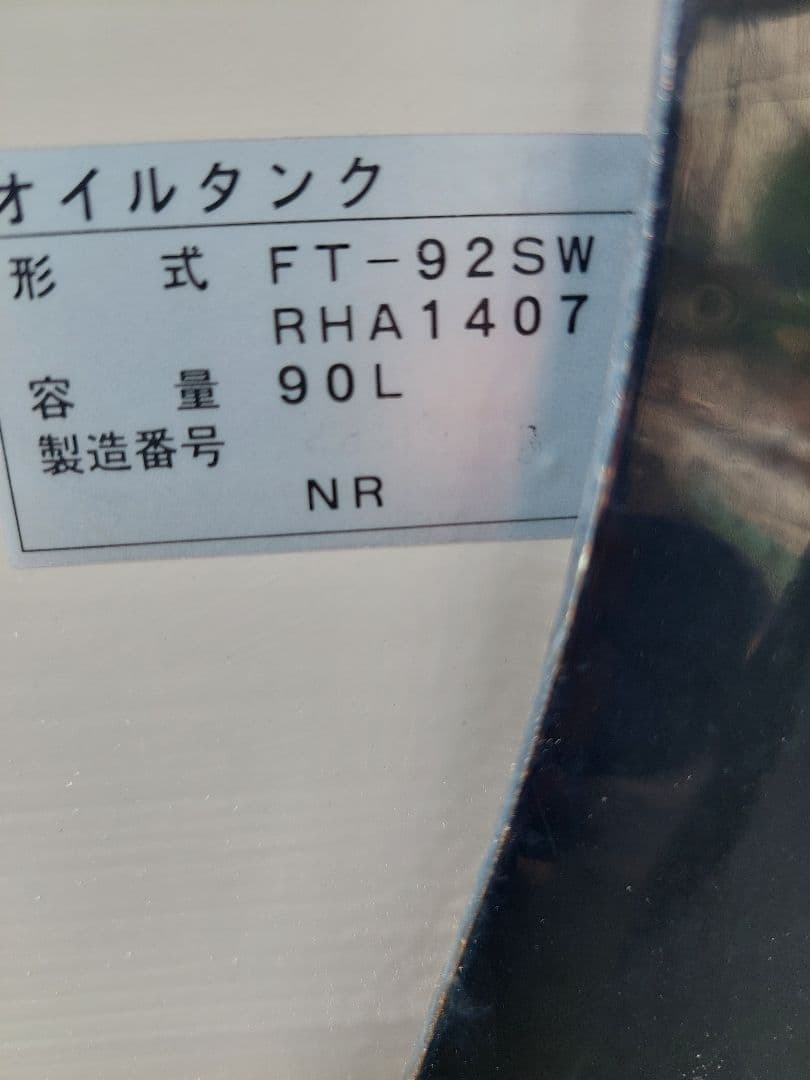 オイルタンク
形 式 FT-92SW
RHA1407
容 量 90L
製造番号
NR